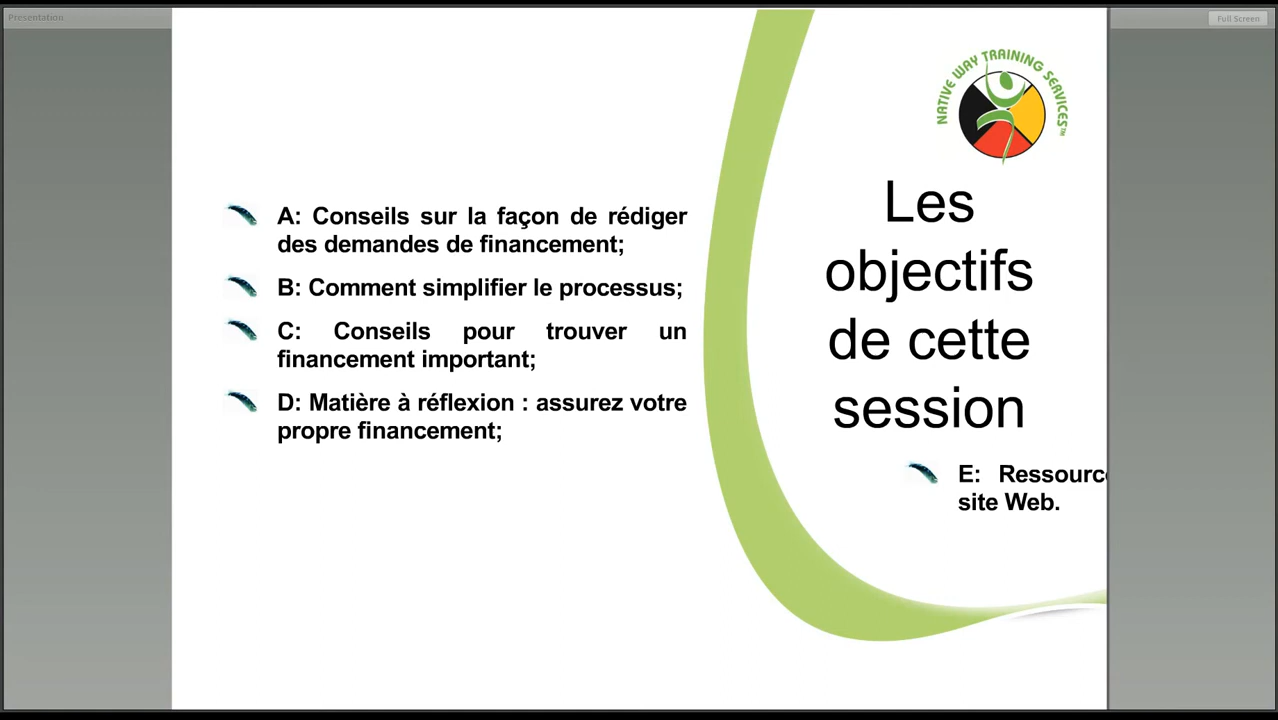 Presentation
Full Screen
NATIVE WAY TRAINING SERVICES™
Les
objectifs
de cette
session
A: Conseils sur la façon de rédiger
des demandes de financement;
B: Comment simplifier le processus;
C: Conseils pour trouver un
financement important;
D: Matière à réflexion : assurez votre
propre financement;
E: Ressourc
site Web.